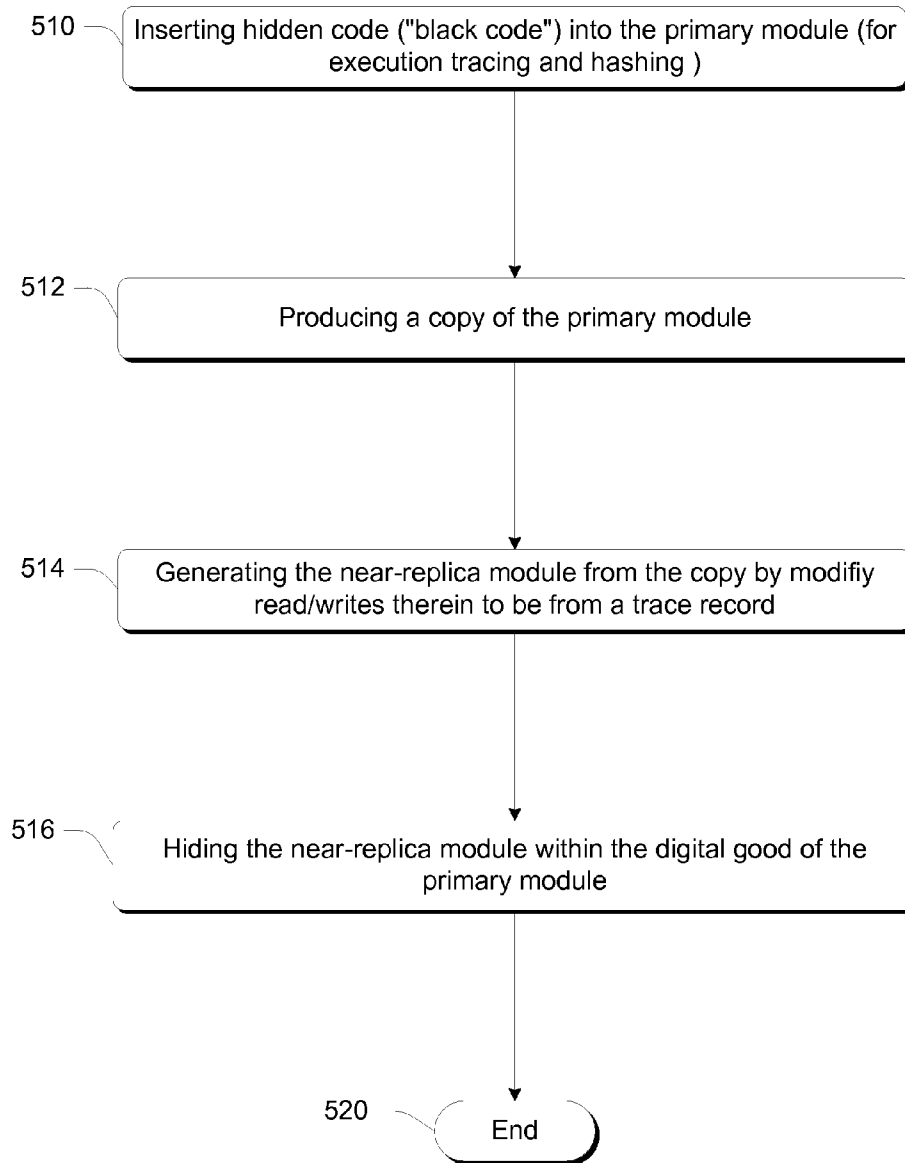 510
Inserting hidden code ("black code") into the primary module (for
execution tracing and hashing )
512
Producing a copy of the primary module
514
Generating the near-replica module from the copy by modifiy
read/writes therein to be from a trace record
516
Hiding the near-replica module within the digital good of the
primary module
520
End